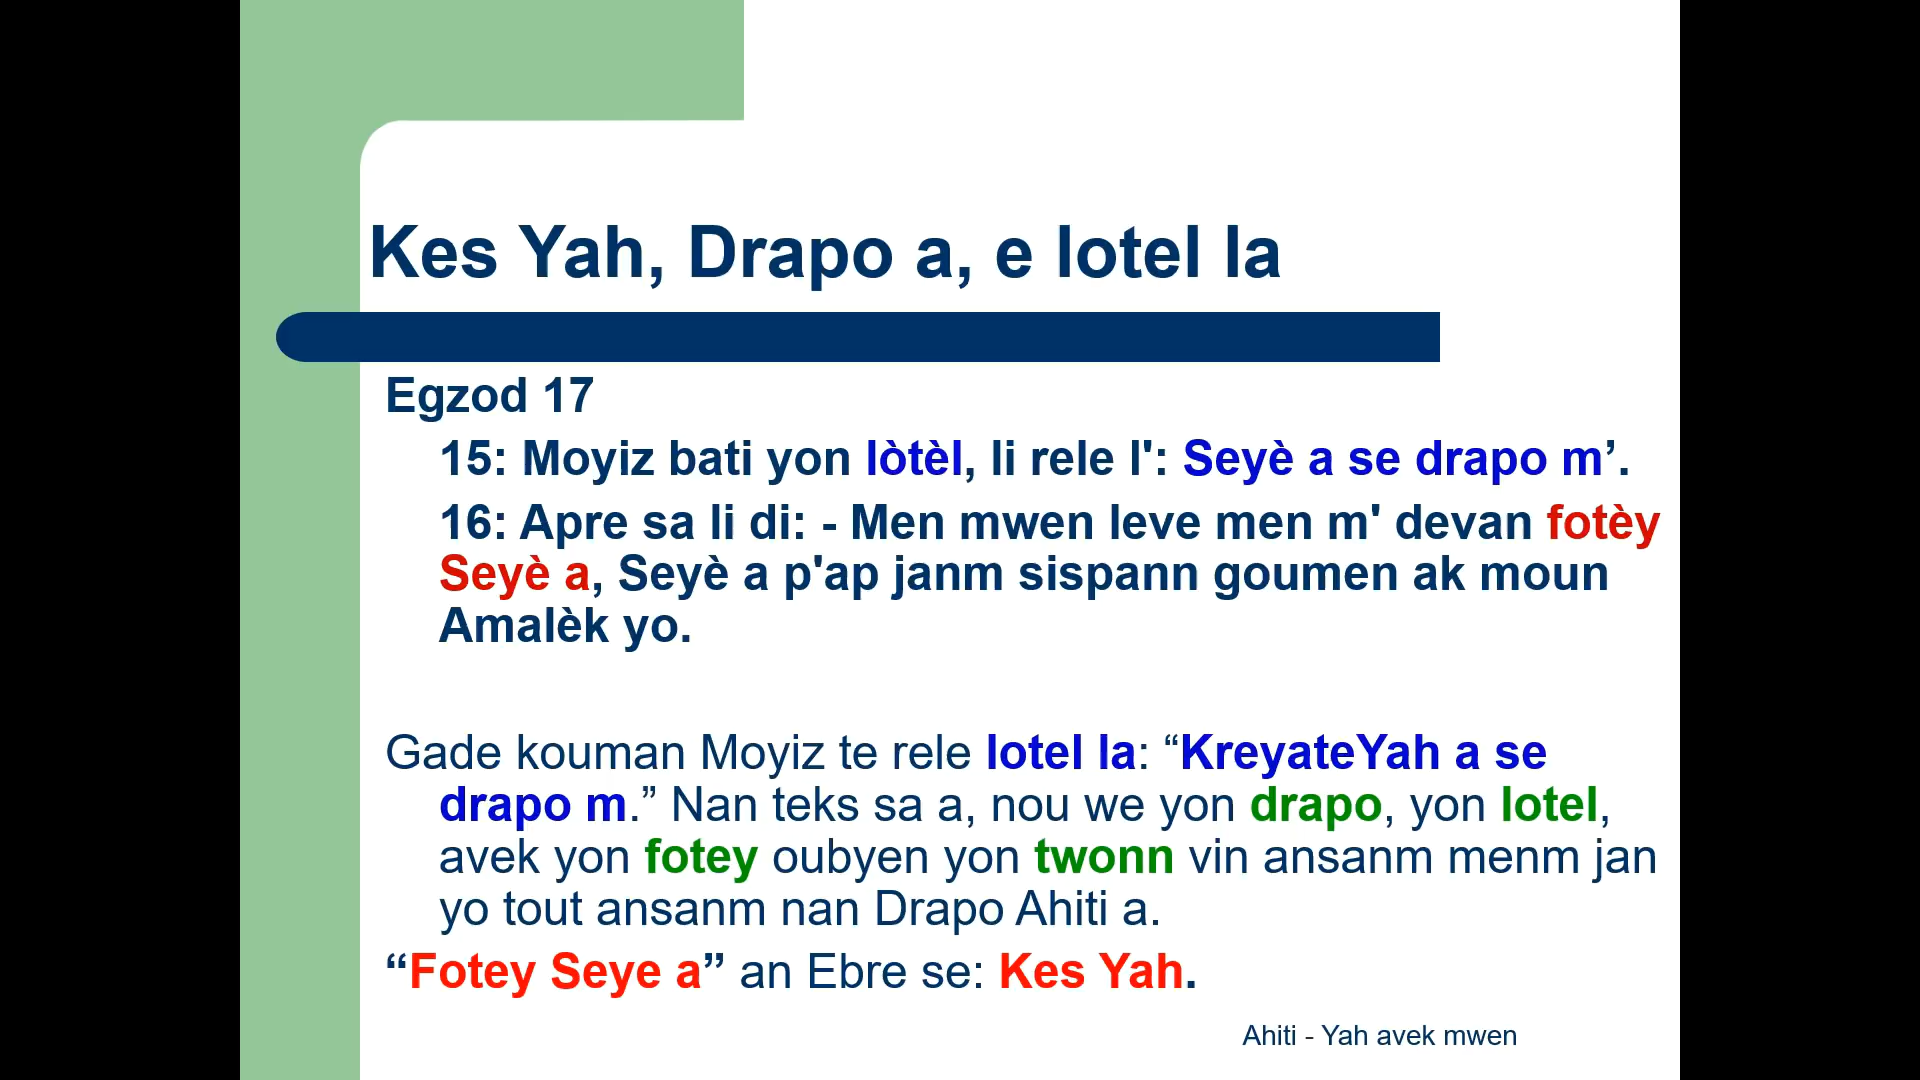 Kes Yah, Drapo a, e lotel la
Egzod 17
15: Moyiz bati yon lòtèl, li rele l': Seyè a se drapo m’.
16: Apre sa li di: - Men mwen leve men m' devan fotèy
Seyè a, Seyè a p'ap janm sispann goumen ak moun
Amalèk yo.
Gade kouman Moyiz te rele lotel la: “KreyateYah a se
drapo m.” Nan teks sa a, nou we yon drapo, yon lotel,
avek yon fotey oubyen yon twonn vin ansanm menm jan
yo tout ansanm nan Drapo Ahiti a.
“Fotey Seye a” an Ebre se: Kes Yah.
Ahiti - Yah avek mwen